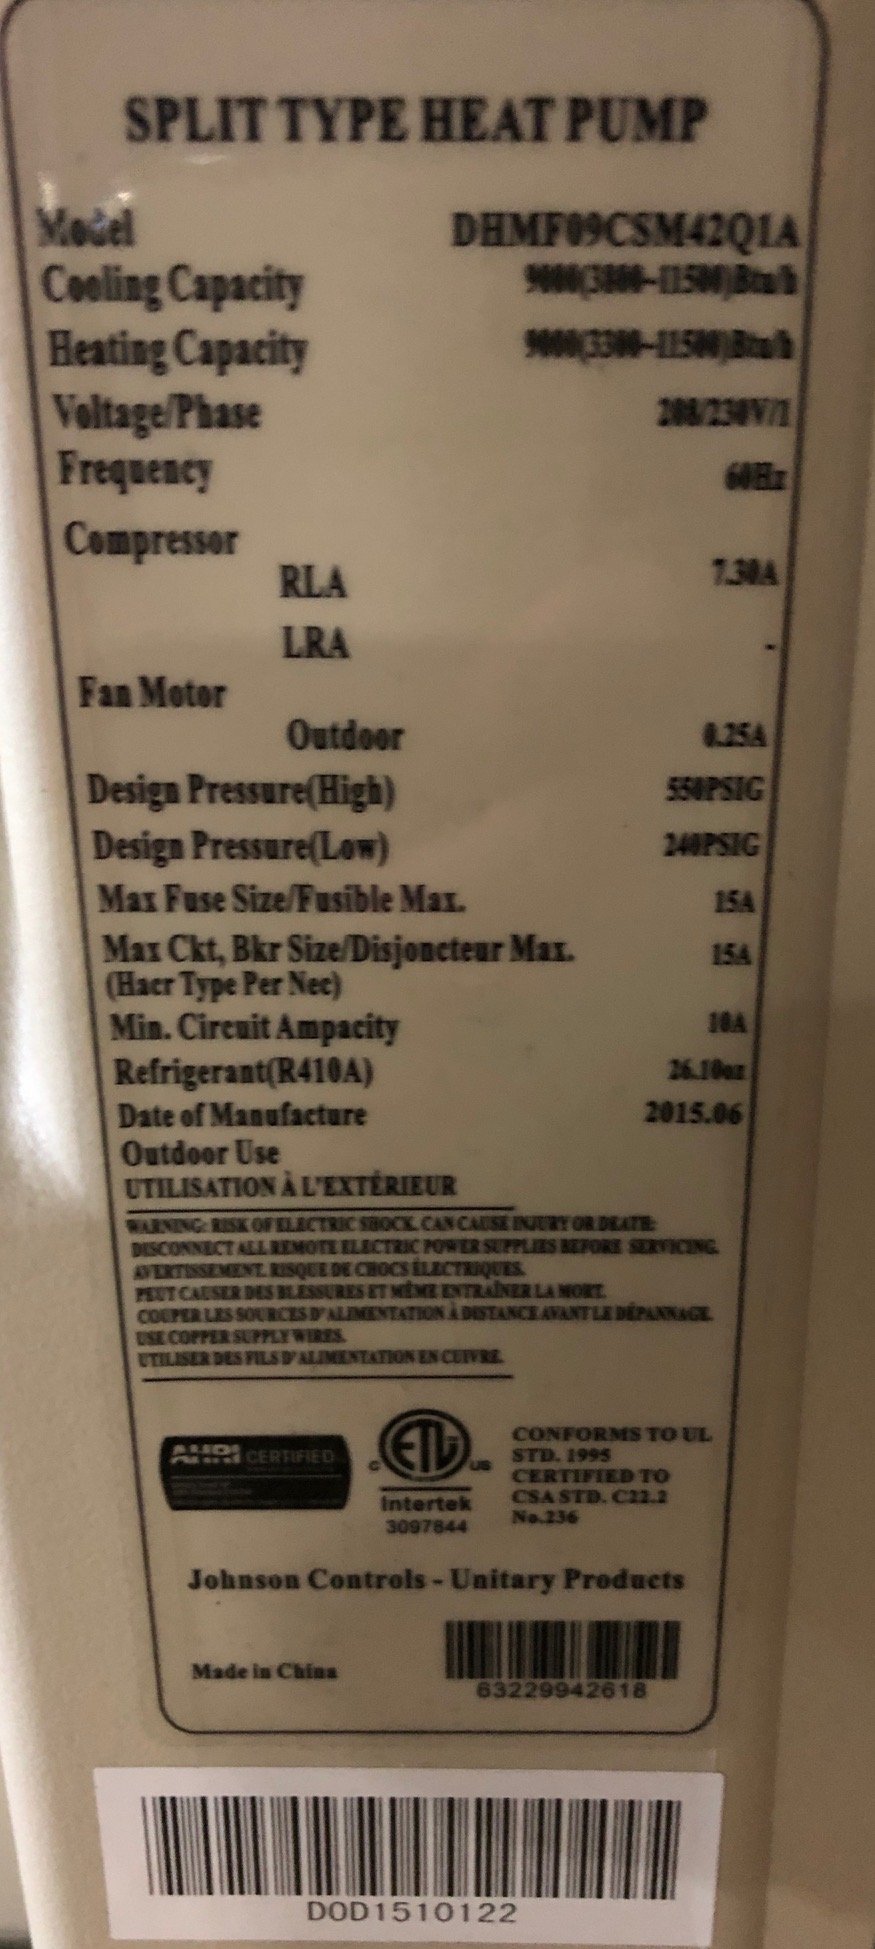 SPLIT TYPE HEAT PUMP
Model DHMF09CSM42Q1A
Cooling Capacity 9000(3800~11500)Btu/h
Heating Capacity 9000(3300~11500)Btu/h
Voltage/Phase 208/230V/1
Frequency 60Hz
Compressor
RLA 7.30A
LRA -
Fan Motor
Outdoor 0.25A
Design Pressure(High) 550PSIG
Design Pressure(Low) 240PSIG
Max Fuse Size/Fusible Max. 15A
Max Ckt, Bkr Size/Disjoncteur Max. 15A
(Hacr Type Per Nec)
Min. Circuit Ampacity 10A
Refrigerant(R410A) 26.10oz
Date of Manufacture 2015.06
Outdoor Use
UTILISATION À L'EXTÉRIEUR
WARNING: RISK OF ELECTRIC SHOCK. CAN CAUSE INJURY OR DEATH:
DISCONNECT ALL REMOTE ELECTRIC POWER SUPPLIES BEFORE SERVICING.
AVERTISSEMENT. RISQUE DE CHOCS ÉLECTRIQUES.
PEUT CAUSER DES BLESSURES ET MÊME ENTRAÎNER LA MORT.
COUPER LES SOURCES D'ALIMENTATION À DISTANCE AVANT LE DÉPANNAGE.
USE COPPER SUPPLY WIRES.
UTILISER DES FILS D'ALIMENTATION EN CUIVRE.
AHRI CERTIFIED
C ETL US
Intertek
3097844
CONFORMS TO UL
STD. 1995
CERTIFIED TO
CSA STD. C22.2
No.236
Johnson Controls - Unitary Products
Made in China
63229942618
D0D1510122